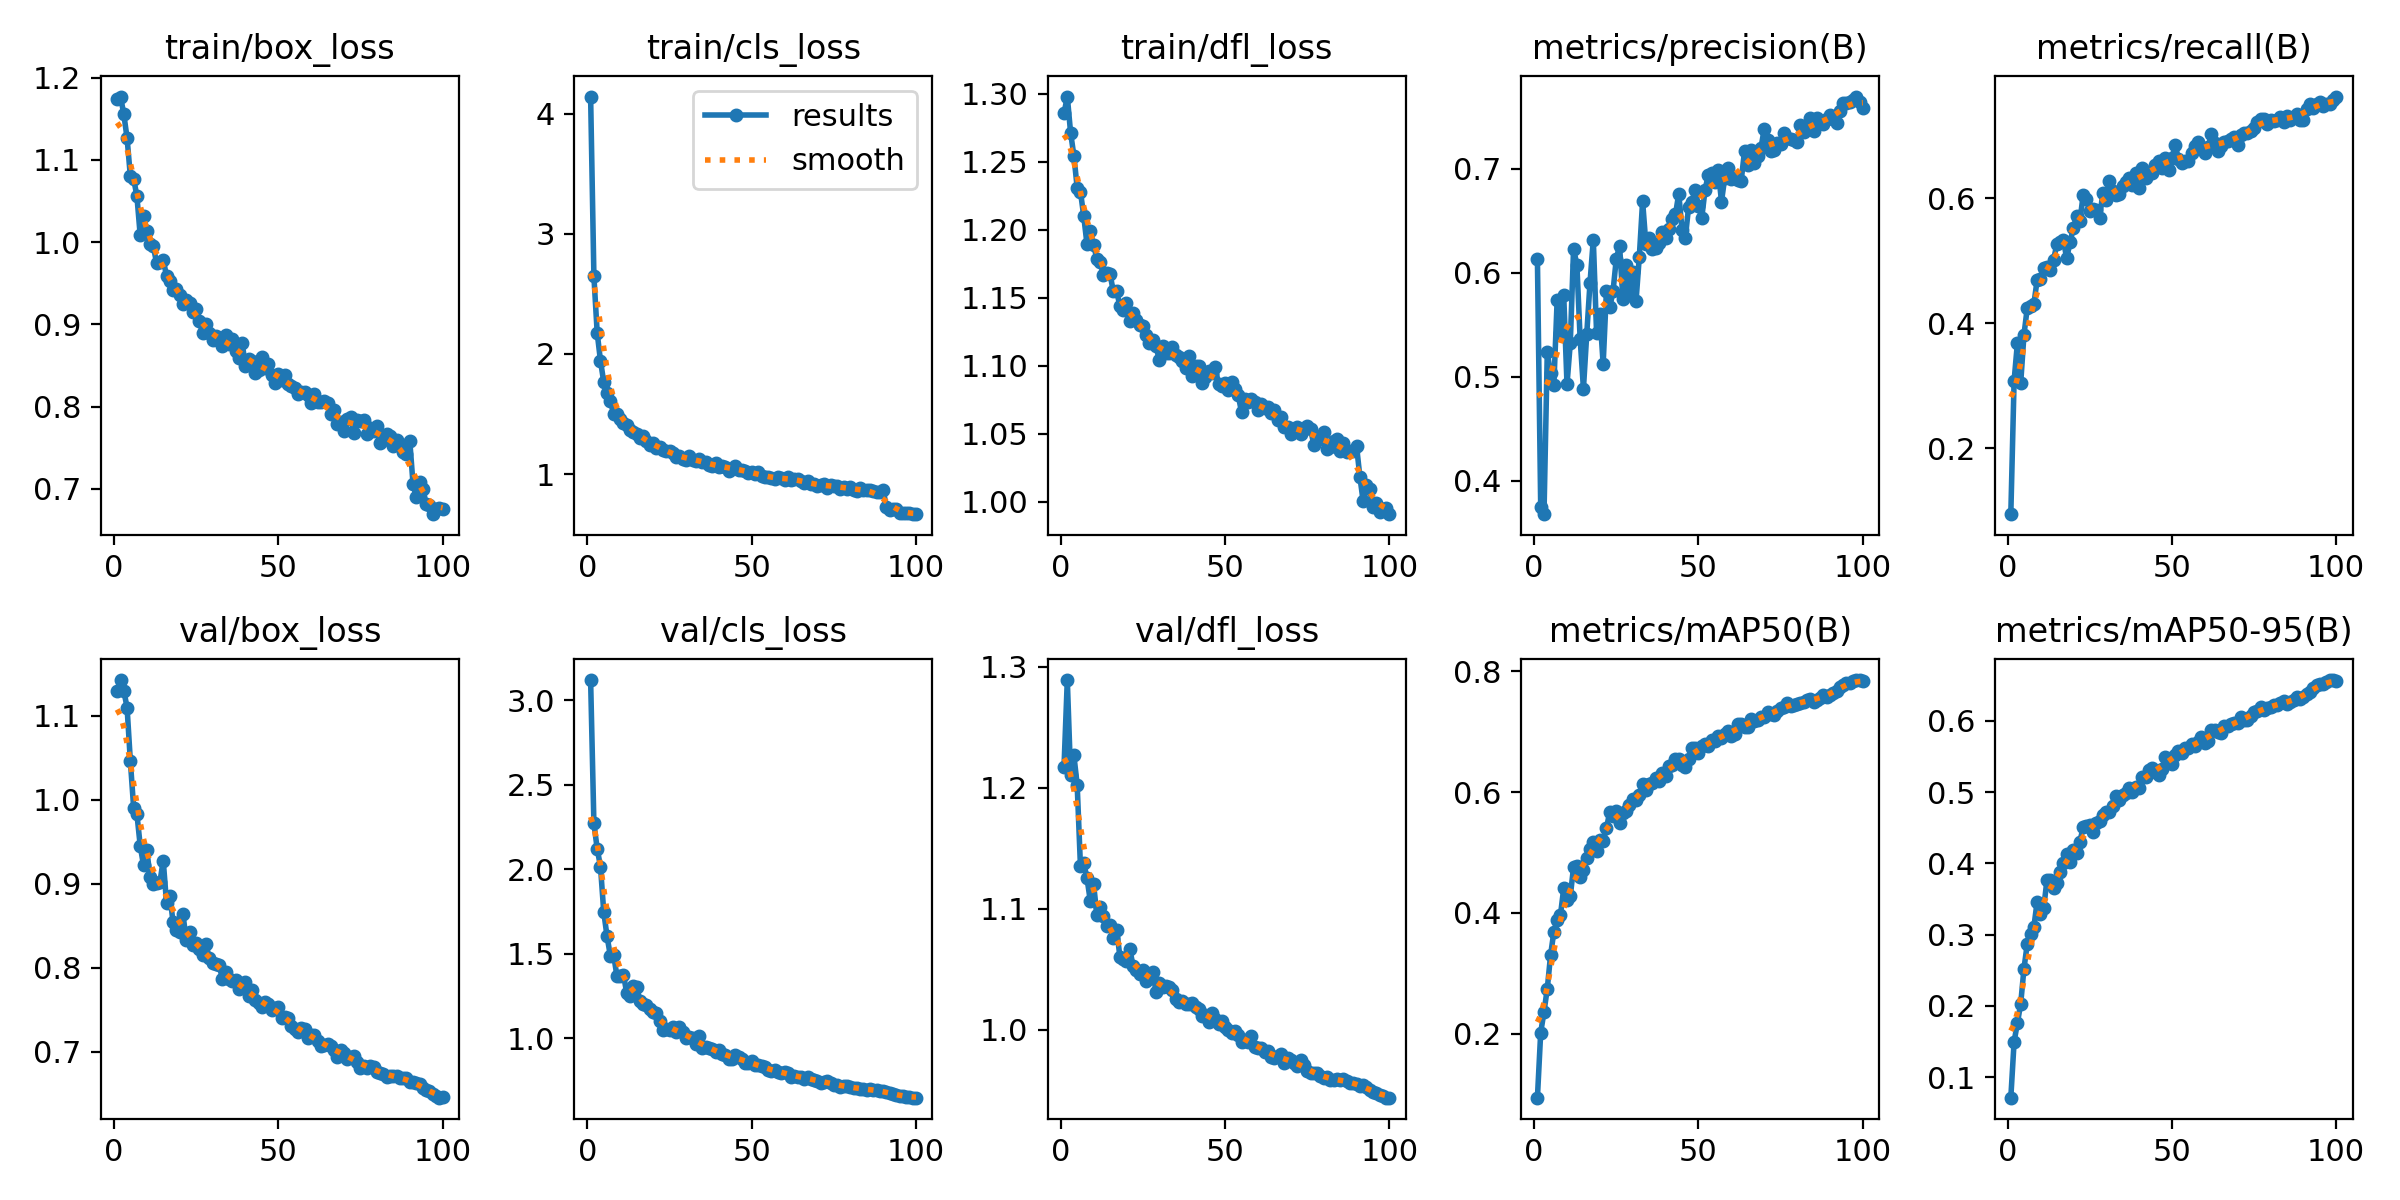 train/box_loss
1.2
1.1
1.0
0.9
0.8
0.7
0 50 100
train/cls_loss
results
smooth
4
3
2
1
0 50 100
train/dfl_loss
1.30
1.25
1.20
1.15
1.10
1.05
1.00
0 50 100
metrics/precision(B)
0.7
0.6
0.5
0.4
0 50 100
metrics/recall(B)
0.6
0.4
0.2
0 50 100
val/box_loss
1.1
1.0
0.9
0.8
0.7
0 50 100
val/cls_loss
3.0
2.5
2.0
1.5
1.0
0 50 100
val/dfl_loss
1.3
1.2
1.1
1.0
0 50 100
metrics/mAP50(B)
0.8
0.6
0.4
0.2
0 50 100
metrics/mAP50-95(B)
0.6
0.5
0.4
0.3
0.2
0.1
0 50 100